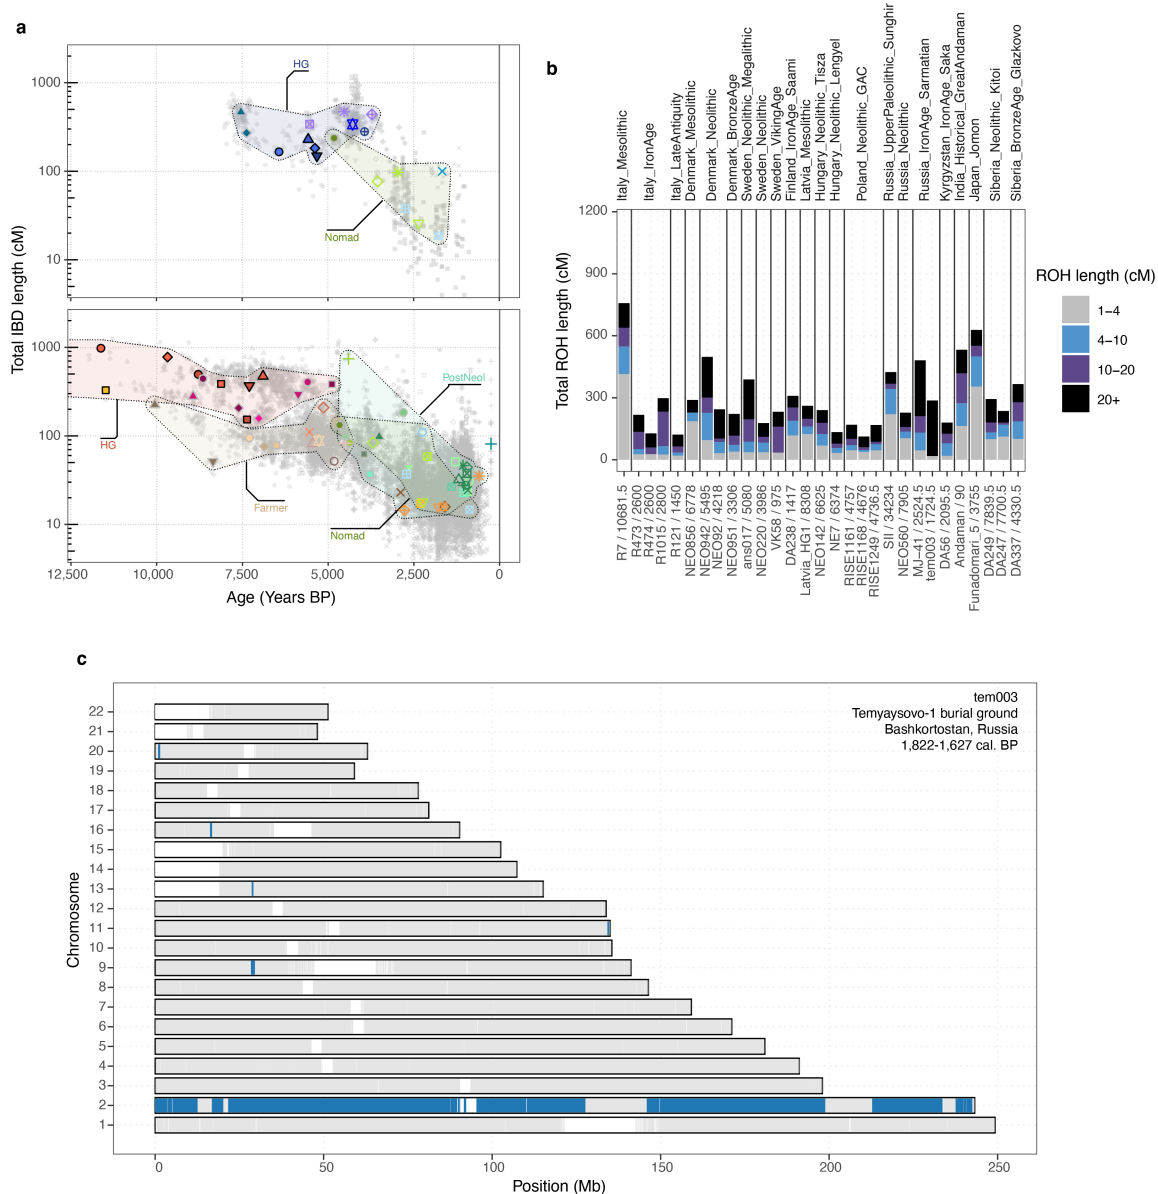 a
Total IBD length (cM)
1000
100
10
HG
Nomad
1000
100
10
HG
Farmer
Nomad
PostNeol
12,500
10,000
7,500
5,000
2,500
0
Age (Years BP)
b
Italy_Mesolithic
Italy_IronAge
Italy_LateAntiquity
Denmark_Mesolithic
Denmark_Neolithic
Denmark_BronzeAge
Sweden_Neolithic_Megalithic
Sweden_Neolithic
Sweden_VikingAge
Finland_IronAge_Saami
Latvia_Mesolithic
Hungary_Neolithic_Tisza
Hungary_Neolithic_Lengyel
Poland_Neolithic_GAC
Russia_UpperPaleolithic_Sunghir
Russia_Neolithic
Russia_IronAge_Sarmatian
Kyrgyzstan_IronAge_Saka
India_Historical_GreatAndaman
Japan_Jomon
Siberia_Neolithic_Kitoi
Siberia_BronzeAge_Glazkovo
Total ROH length (cM)
1200
900
600
300
0
R7 / 10681.5
R473 / 2600
R474 / 2600
R1015 / 2800
R121 / 1450
NEO856 / 6778
NEO942 / 5495
NEO92 / 4218
NEO951 / 3306
ans017 / 5080
NEO220 / 3986
VK58 / 975
DA238 / 1417
Latvia_HG1 / 8308
NEO142 / 6625
NE7 / 6374
RISE1161 / 4757
RISE1168 / 4676
RISE1249 / 4736.5
SII / 34234
NEO560 / 7905
MJ-41 / 2524.5
tem003 / 1724.5
DA56 / 2095.5
Andaman / 90
Funadomari_5 / 3755
DA249 / 7839.5
DA247 / 7700.5
DA337 / 4330.5
ROH length (cM)
1–4
4–10
10–20
20+
c
tem003
Temyaysovo-1 burial ground
Bashkortostan, Russia
1,822-1,627 cal. BP
Chromosome
22
21
20
19
18
17
16
15
14
13
12
11
10
9
8
7
6
5
4
3
2
1
0
50
100
150
200
250
Position (Mb)